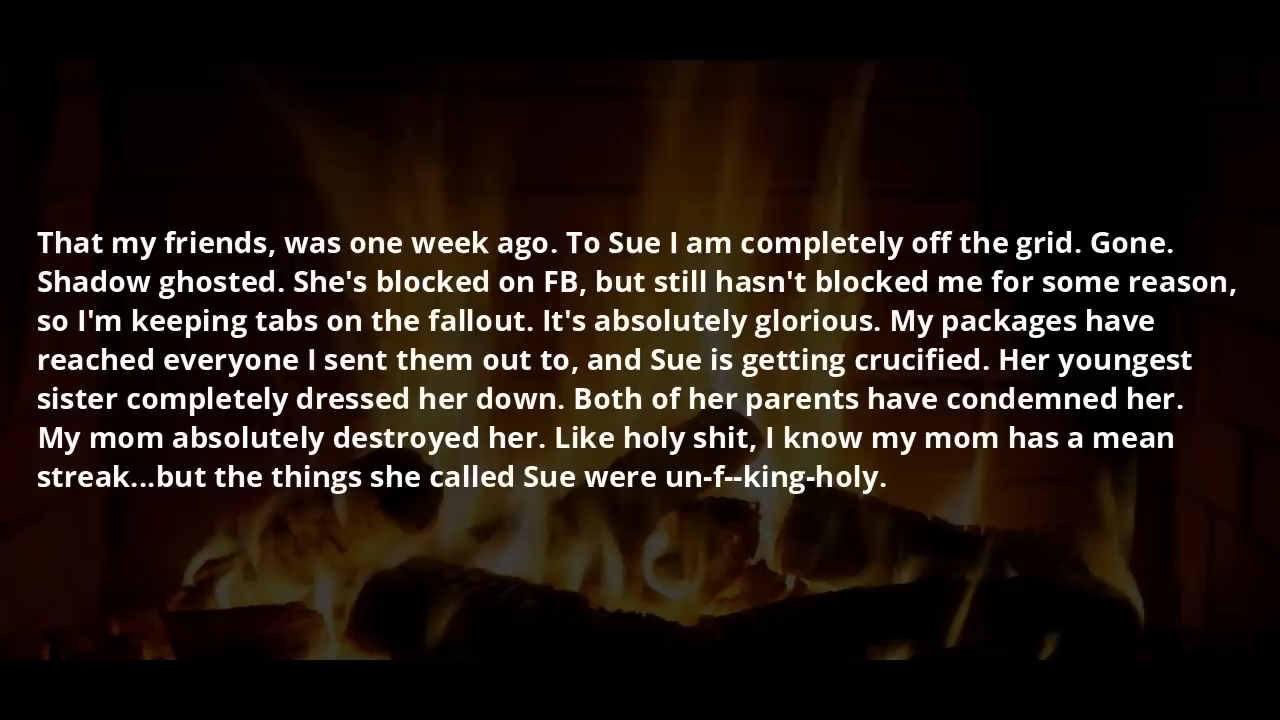 That my friends, was one week ago. To Sue I am completely off the grid. Gone.
Shadow ghosted. She's blocked on FB, but still hasn't blocked me for some reason,
so I'm keeping tabs on the fallout. It's absolutely glorious. My packages have
reached everyone I sent them out to, and Sue is getting crucified. Her youngest
sister completely dressed her down. Both of her parents have condemned her.
My mom absolutely destroyed her. Like holy shit, I know my mom has a mean
streak...but the things she called Sue were un-f--king-holy.